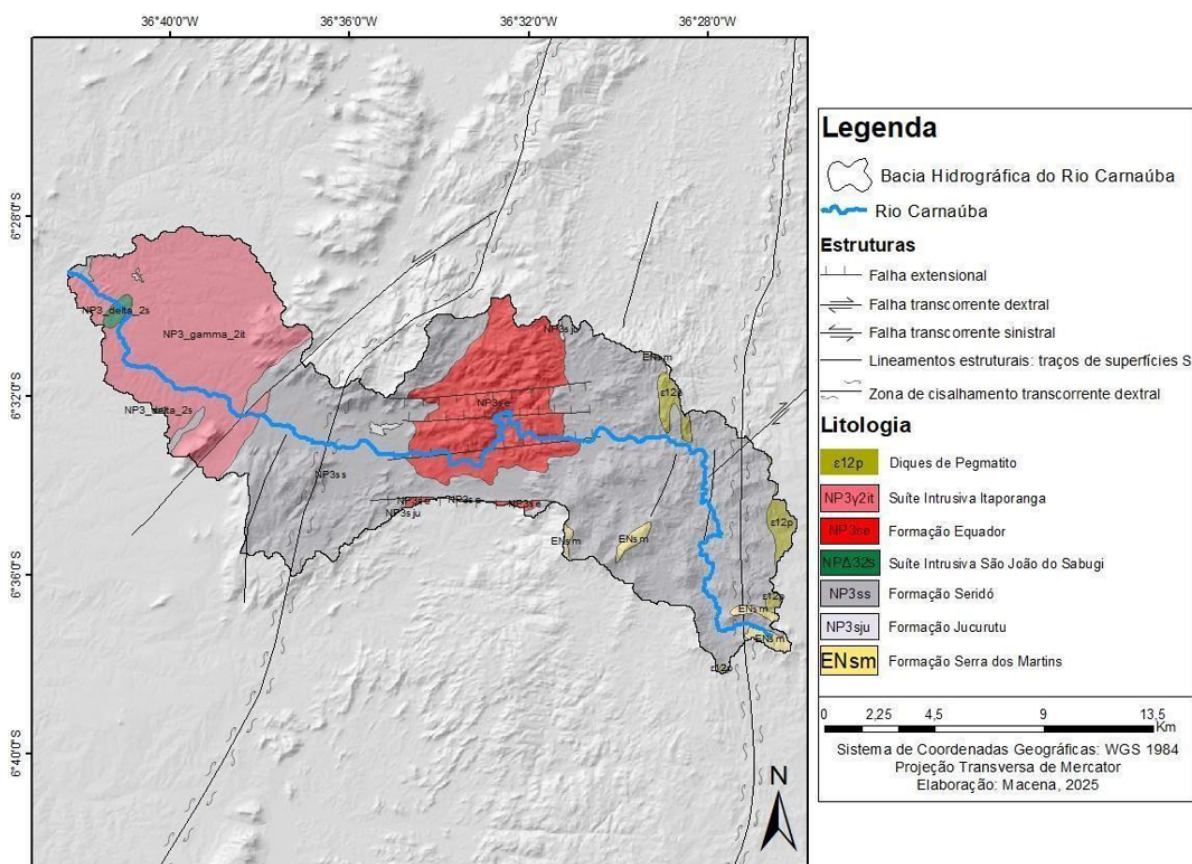 36°40'0"W
36°36'0"W
36°32'0"W
36°28'0"W
6°28'0"S
6°32'0"S
6°36'0"S
6°40'0"S
NP3_delta_2s
NP3_gamma_2it
NP3_delta_2s
NP3ss
NP3sju
NP3se
NP3se
NP3se
NP3se
NP3sju
ENsm
ε12p
ENsm
ENsm
ε12p
ε12p
ENsm
ENsm
ε12p
N
Legenda
Bacia Hidrográfica do Rio Carnaúba
Rio Carnaúba
Estruturas
Falha extensional
Falha transcorrente dextral
Falha transcorrente sinistral
Lineamentos estruturais: traços de superfícies S
Zona de cisalhamento transcorrente dextral
Litologia
ε12p Diques de Pegmatito
NP3γ2it Suíte Intrusiva Itaporanga
NP3se Formação Equador
NPΔ32s Suíte Intrusiva São João do Sabugi
NP3ss Formação Seridó
NP3sju Formação Jucurutu
ENsm Formação Serra dos Martins
0 2,25 4,5 9 13,5
Km
Sistema de Coordenadas Geográficas: WGS 1984
Projeção Transversa de Mercator
Elaboração: Macena, 2025